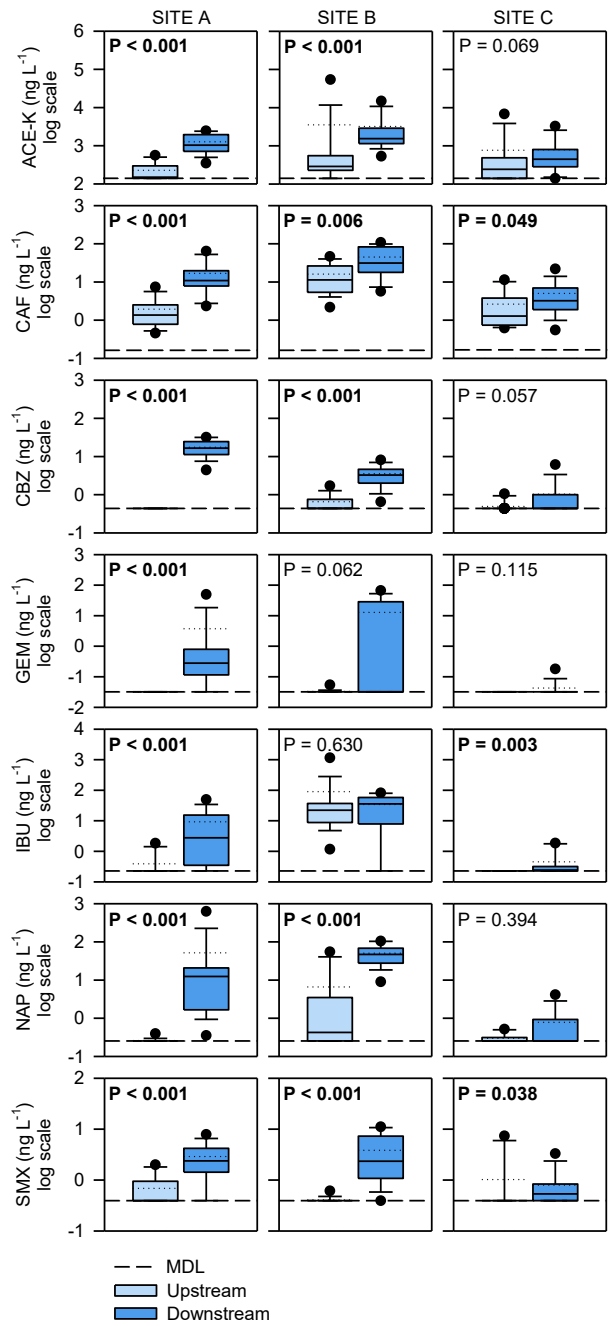 SITE A SITE B SITE C
ACE-K (ng L⁻¹)
log scale
6
5
4
3
2
P < 0.001
P < 0.001
P = 0.069
CAF (ng L⁻¹)
log scale
3
2
1
0
-1
P < 0.001
P = 0.006
P = 0.049
CBZ (ng L⁻¹)
log scale
3
2
1
0
-1
P < 0.001
P < 0.001
P = 0.057
GEM (ng L⁻¹)
log scale
3
2
1
0
-1
-2
P < 0.001
P = 0.062
P = 0.115
IBU (ng L⁻¹)
log scale
4
3
2
1
0
-1
P < 0.001
P = 0.630
P = 0.003
NAP (ng L⁻¹)
log scale
3
2
1
0
-1
P < 0.001
P < 0.001
P = 0.394
SMX (ng L⁻¹)
log scale
2
1
0
-1
P < 0.001
P < 0.001
P = 0.038
MDL
Upstream
Downstream